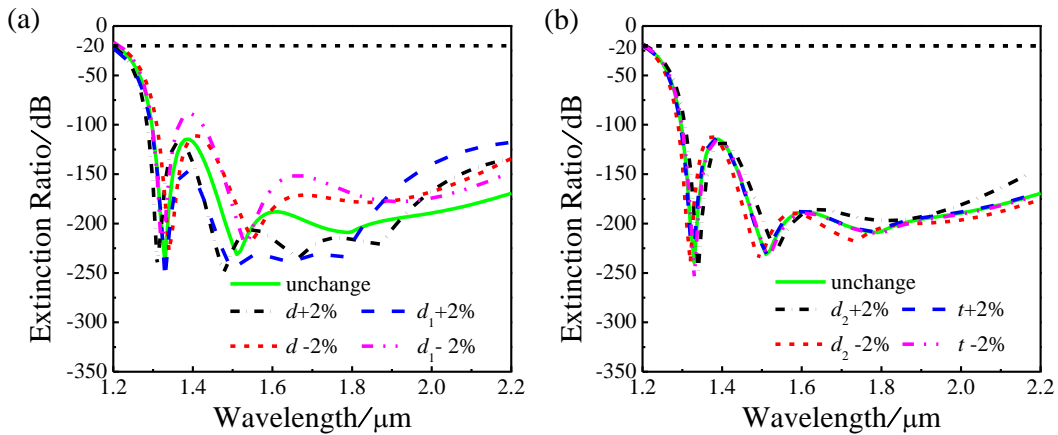 (a)
Extinction Ratio/dB
0
-20
-50
-100
-150
-200
-250
-300
-350
unchange
d+2%
d₁+2%
d -2%
d₁- 2%
1.2 1.4 1.6 1.8 2.0 2.2
Wavelength/μm
(b)
Extinction Ratio/dB
0
-20
-50
-100
-150
-200
-250
-300
-350
unchange
d₂+2%
t+2%
d₂ -2%
t -2%
1.2 1.4 1.6 1.8 2.0 2.2
Wavelength/μm